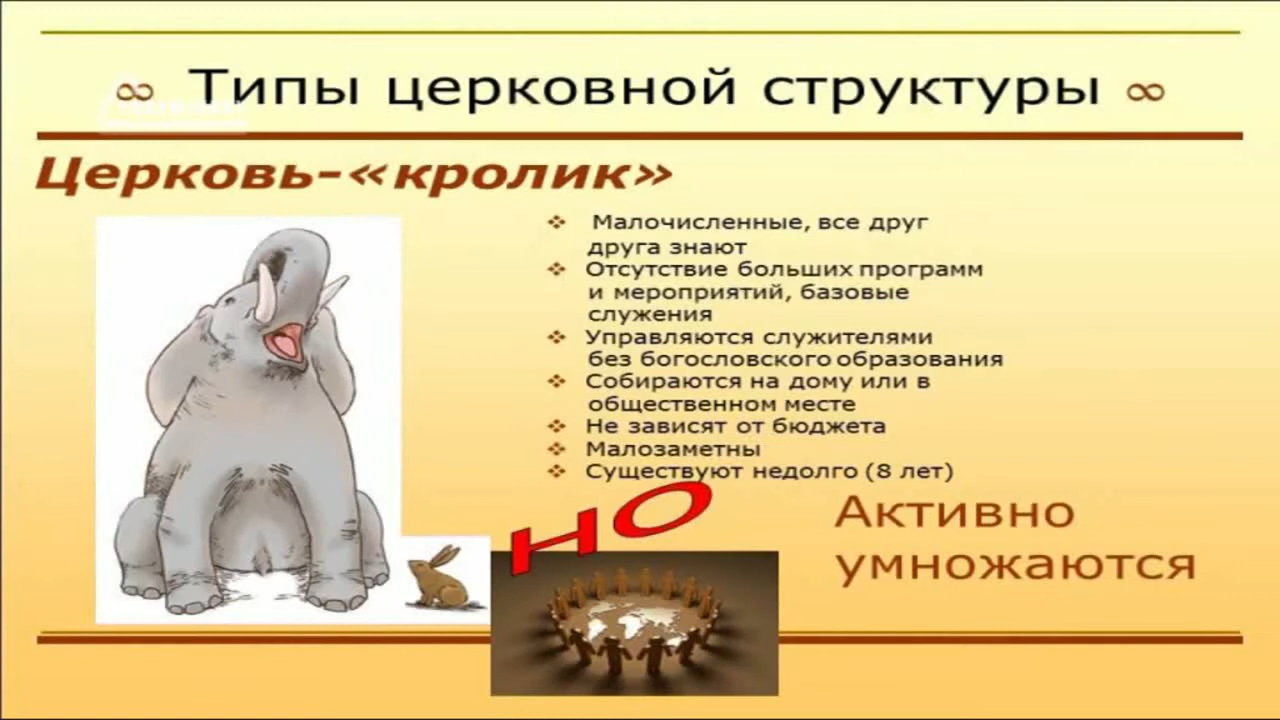 Типы церковной структуры
Церковь-«кролик»
Малочисленные, все друг
друга знают
Отсутствие больших программ
и мероприятий, базовые
служения
Управляются служителями
без богословского образования
Собираются на дому или в
общественном месте
Не зависят от бюджета
Малозаметны
Существуют недолго (8 лет)
НО
Активно
умножаются